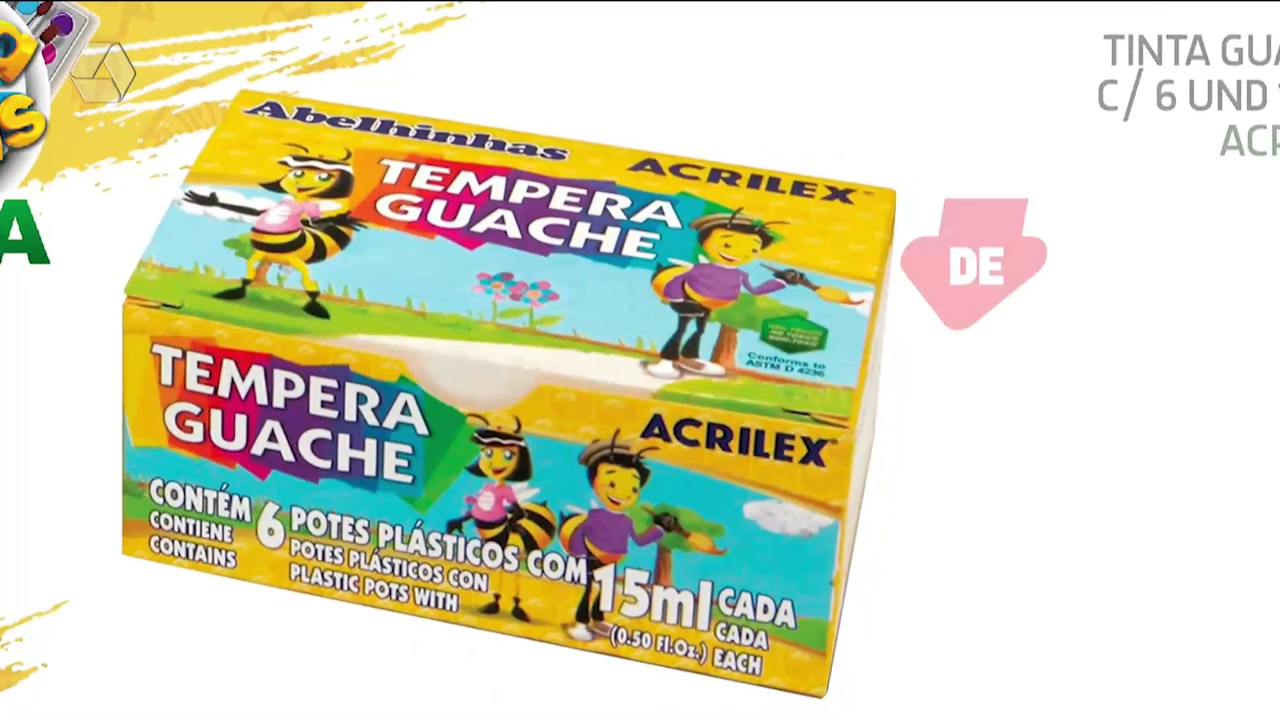 TINTA GUA
C/ 6 UND
ACR
A
DE
Abelhinhas
ACRILEX
TEMPERA
GUACHE
Conforms to
ASTM D 4236
TEMPERA
GUACHE
ACRILEX
CONTÉM 6 POTES PLÁSTICOS COM 15ml CADA
CONTIENE POTES PLÁSTICOS CON CADA
CONTAINS PLASTIC POTS WITH (0.50 Fl.Oz.) EACH